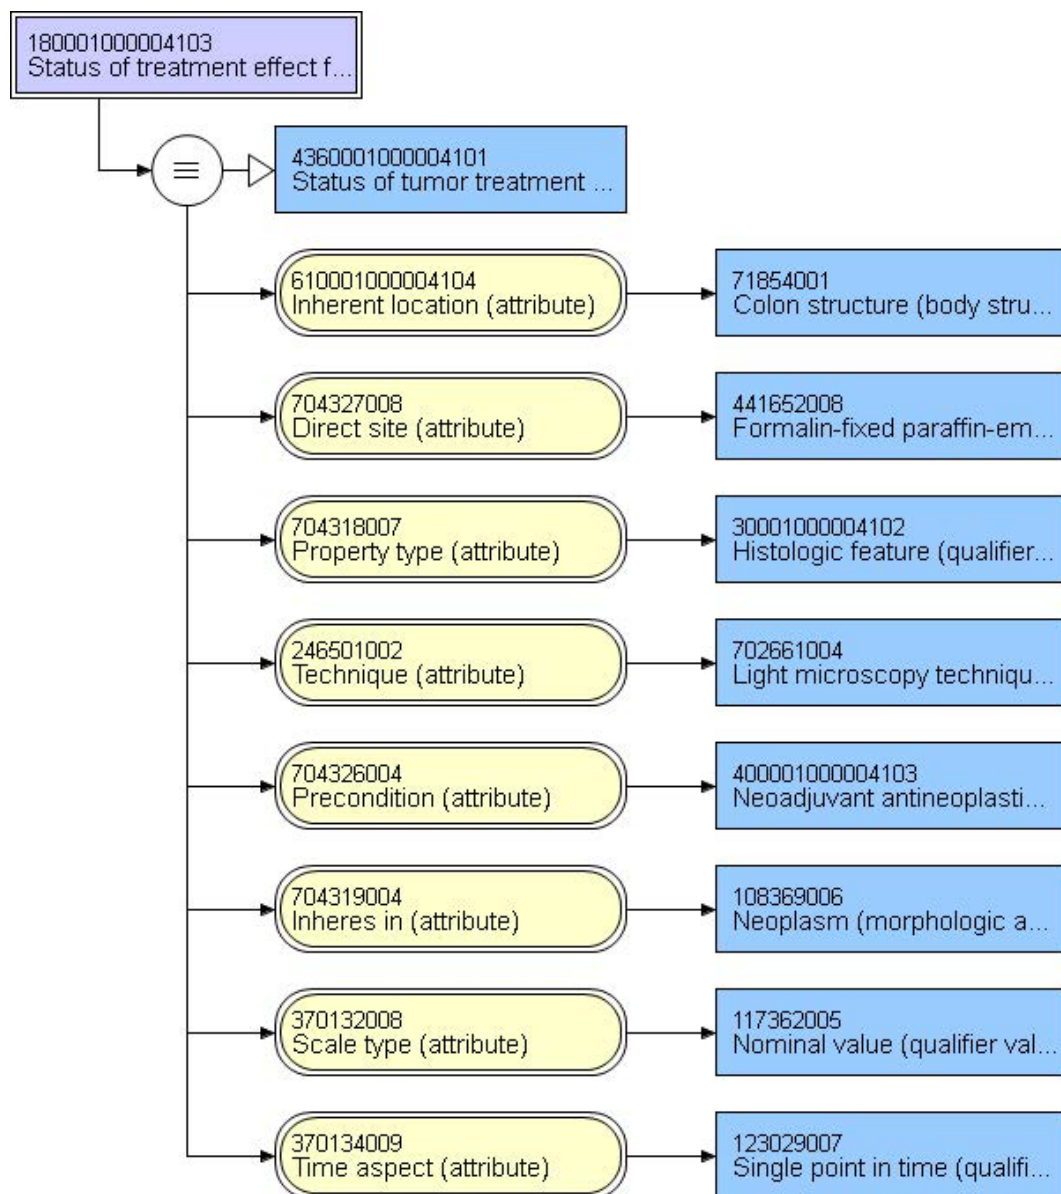 180001000004103
Status of treatment effect f...
4360001000004101
Status of tumor treatment ...
610001000004104
Inherent location (attribute)
71854001
Colon structure (body stru...
704327008
Direct site (attribute)
441652008
Formalin-fixed paraffin-em...
704318007
Property type (attribute)
30001000004102
Histologic feature (qualifier...
246501002
Technique (attribute)
702661004
Light microscopy techniqu...
704326004
Precondition (attribute)
400001000004103
Neoadjuvant antineoplasti...
704319004
Inheres in (attribute)
108369006
Neoplasm (morphologic a...
370132008
Scale type (attribute)
117362005
Nominal value (qualifier val...
370134009
Time aspect (attribute)
123029007
Single point in time (qualifi...